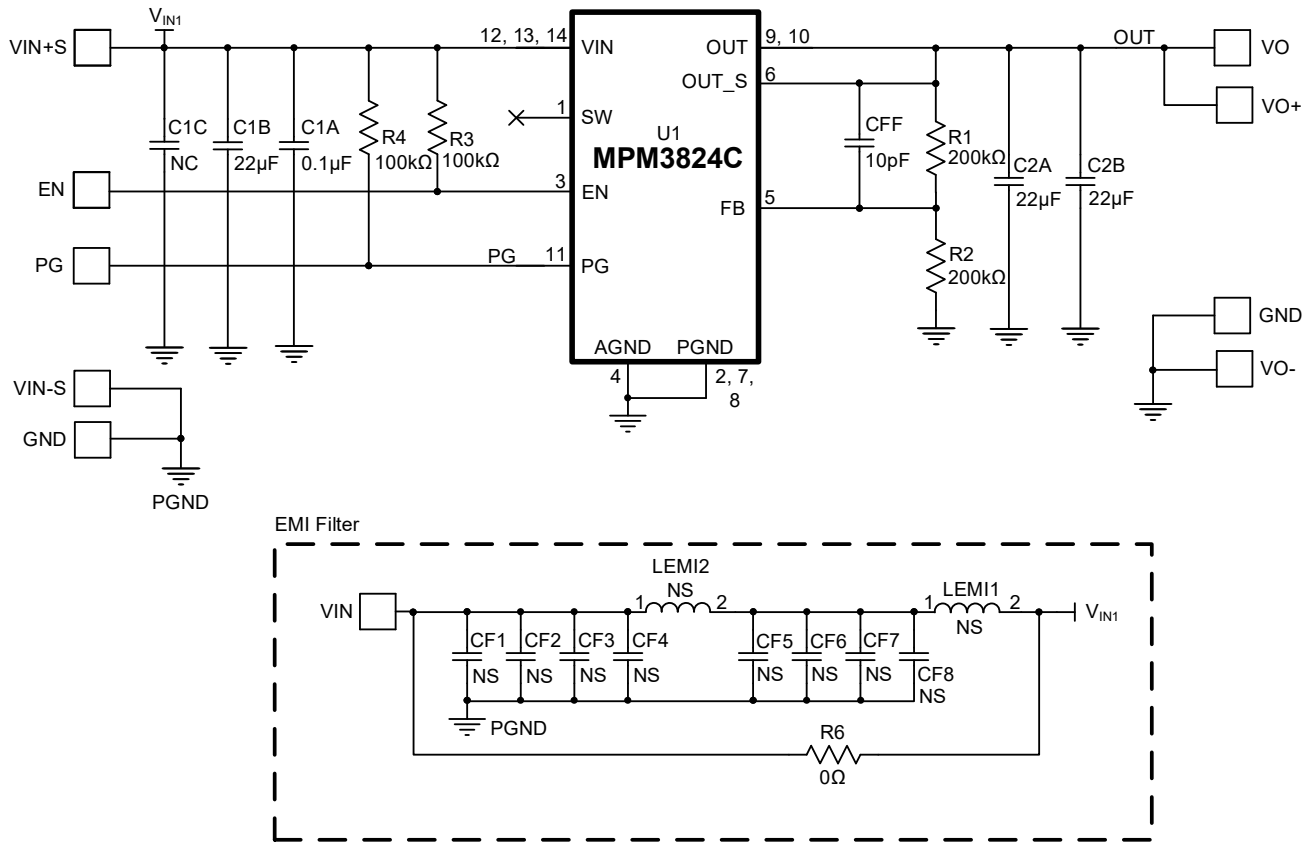 V_IN1
VIN+S
12, 13, 14
VIN
OUT
9, 10
OUT
VO
OUT_S
6
VO+
1
SW
U1
MPM3824C
C1C
NC
C1B
22µF
C1A
0.1µF
R4
100kΩ
R3
100kΩ
CFF
10pF
R1
200kΩ
C2A
22µF
C2B
22µF
EN
3
EN
FB
5
PG
PG
11
PG
R2
200kΩ
AGND
PGND
4
2, 7,
8
GND
VO-
VIN-S
GND
PGND
EMI Filter
VIN
1
LEMI2
NS
2
1
LEMI1
NS
2
V_IN1
CF1
NS
CF2
NS
CF3
NS
CF4
NS
CF5
NS
CF6
NS
CF7
NS
CF8
NS
PGND
R6
0Ω